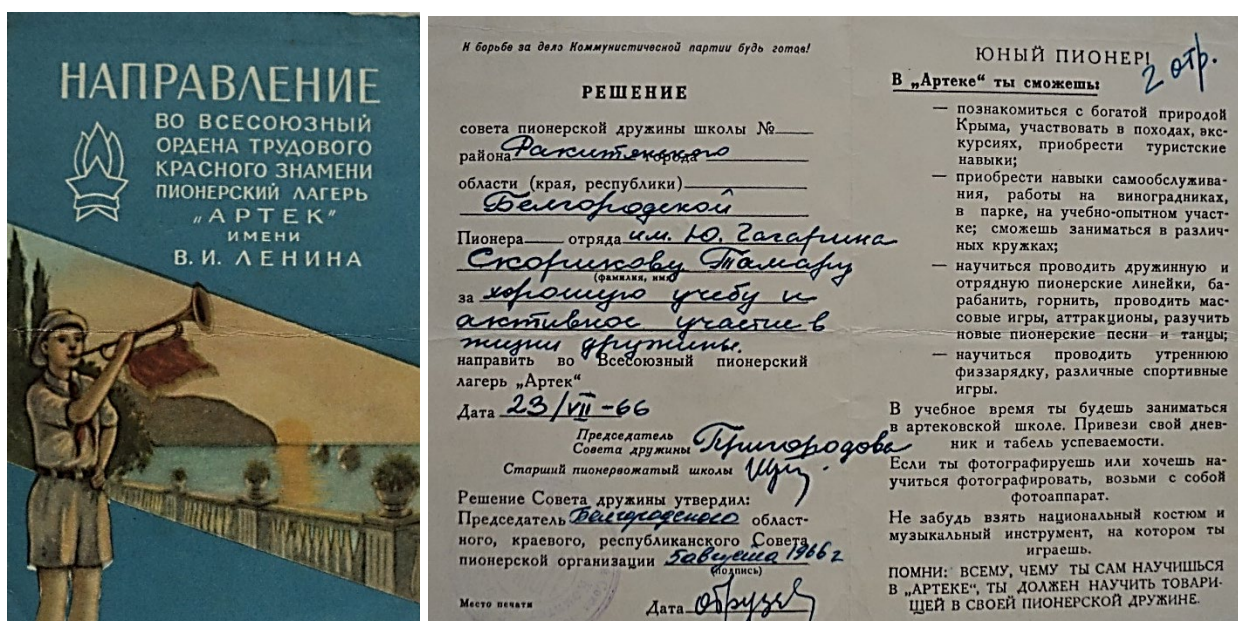 НАПРАВЛЕНИЕ
ВО ВСЕСОЮЗНЫЙ
ОРДЕНА ТРУДОВОГО
КРАСНОГО ЗНАМЕНИ
ПИОНЕРСКИЙ ЛАГЕРЬ
„АРТЕК"
ИМЕНИ
В. И. ЛЕНИНА
К борьбе за дело Коммунистической партии будь готов!
РЕШЕНИЕ
совета пионерской дружины школы №
района Ракитянского города
области (края, республики)
Белгородской
Пионера отряда им. Ю. Гагарина
Скорикову Тамару
(фамилия, имя)
за хорошую учебу и
активное участие в
жизни дружины.
направить во Всесоюзный пионерский
лагерь „Артек"
Дата 23/VII-66
Председатель
Совета дружины Пригородова
Старший пионервожатый школы
Решение Совета дружины утвердил:
Председатель Белгородского област-
ного, краевого, республиканского Совета
пионерской организации 5 августа 1966 г
(подпись)
Место печати Дата
ЮНЫЙ ПИОНЕР!
2 отр.
В „Артеке" ты сможешь:
— познакомиться с богатой природой
Крыма, участвовать в походах, экс-
курсиях, приобрести туристские
навыки;
— приобрести навыки самообслужива-
ния, работы на виноградниках,
в парке, на учебно-опытном участ-
ке; сможешь заниматься в различ-
ных кружках;
— научиться проводить дружинную и
отрядную пионерские линейки, ба-
рабанить, горнить, проводить мас-
совые игры, аттракционы, разучить
новые пионерские песни и танцы;
— научиться проводить утреннюю
физзарядку, различные спортивные
игры.
В учебное время ты будешь заниматься
в артековской школе. Привези свой днев-
ник и табель успеваемости.
Если ты фотографируешь или хочешь на-
учиться фотографировать, возьми с собой
фотоаппарат.
Не забудь взять национальный костюм и
музыкальный инструмент, на котором ты
играешь.
ПОМНИ: ВСЕМУ, ЧЕМУ ТЫ САМ НАУЧИШЬСЯ
В „АРТЕКЕ", ТЫ ДОЛЖЕН НАУЧИТЬ ТОВАРИ-
ЩЕЙ В СВОЕЙ ПИОНЕРСКОЙ ДРУЖИНЕ.